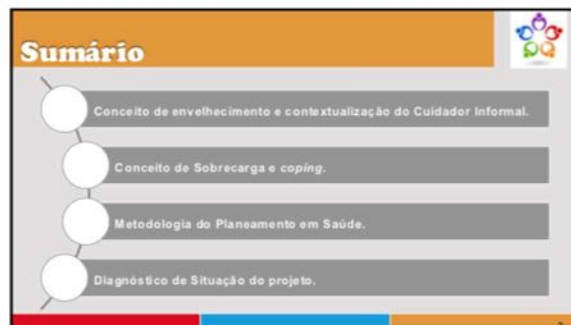 Sumário
Conceito de envelhecimento e contextualização do Cuidador Informal.
Conceito de Sobrecarga e coping.
Metodologia do Planeamento em Saúde.
Diagnóstico de Situação do projeto.